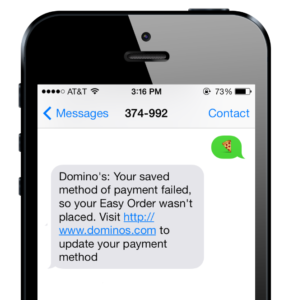 ●●●●○ AT&T 3:16 PM 73%
Messages 374-992 Contact
🍕
Domino's: Your saved
method of payment failed,
so your Easy Order wasn't
placed. Visit http://
www.dominos.com to
update your payment
method